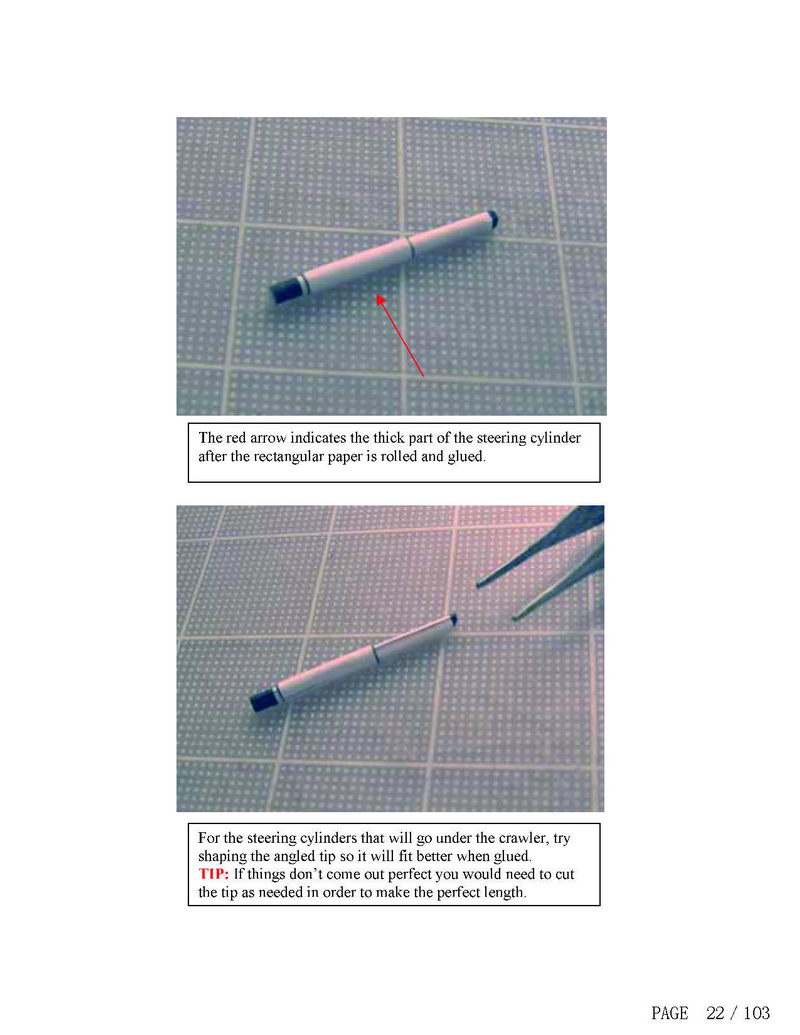 The red arrow indicates the thick part of the steering cylinder
after the rectangular paper is rolled and glued.
For the steering cylinders that will go under the crawler, try
shaping the angled tip so it will fit better when glued.
TIP: If things don’t come out perfect you would need to cut
the tip as needed in order to make the perfect length.
PAGE 22 / 103